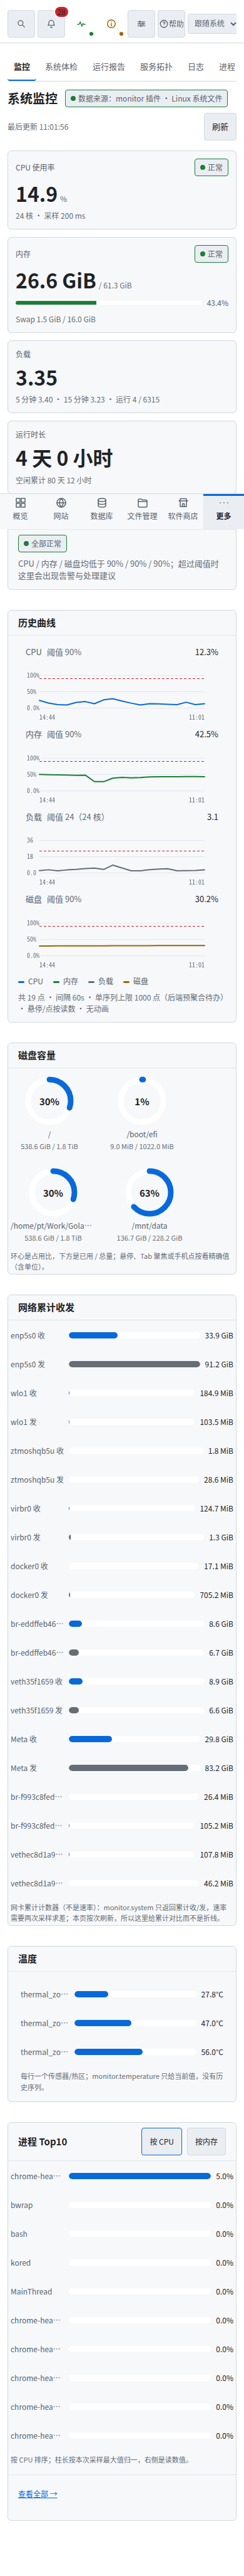 28
帮助
跟随系统
监控 系统体检 运行报告 服务拓扑 日志 进程
系统监控
数据来源：monitor 插件 · Linux 系统文件
最后更新 11:01:56
刷新
CPU 使用率
正常
14.9 %
24 核 · 采样 200 ms
内存
正常
26.6 GiB / 61.3 GiB
43.4%
Swap 1.5 GiB / 16.0 GiB
负载
3.35
5 分钟 3.40 · 15 分钟 3.23 · 运行 4 / 6315
运行时长
4 天 0 小时
空闲累计 80 天 12 小时
概览 网站 数据库 文件管理 软件商店 更多
全部正常
CPU / 内存 / 磁盘均低于 90% / 90% / 90%；超过阈值时
这里会出现告警与处理建议
历史曲线
CPU 阈值 90%
12.3%
100%
50%
0.0%
14:44 11:01
内存 阈值 90%
42.5%
100%
50%
0.0%
14:44 11:01
负载 阈值 24（24 核）
3.1
36
18
0.0
14:44 11:01
磁盘 阈值 90%
30.2%
100%
50%
0.0%
14:44 11:01
CPU 内存 负载 磁盘
共 19 点 · 间隔 60s · 单序列上限 1000 点（后端预聚合待办）
· 悬停/点按读数 · 无动画
磁盘容量
30%
/
538.6 GiB / 1.8 TiB
1%
/boot/efi
9.0 MiB / 1022.0 MiB
30%
/home/pt/Work/Gola…
538.6 GiB / 1.8 TiB
63%
/mnt/data
136.7 GiB / 228.2 GiB
环心是占用比，下方是已用 / 总量；悬停、Tab 聚焦或手机点按看精确值
（含单位）。
网络累计收发
enp5s0 收 33.9 GiB
enp5s0 发 91.2 GiB
wlo1 收 184.9 MiB
wlo1 发 103.5 MiB
ztmoshqb5u 收 1.8 MiB
ztmoshqb5u 发 28.6 MiB
virbr0 收 124.7 MiB
virbr0 发 1.3 GiB
docker0 收 17.1 MiB
docker0 发 705.2 MiB
br-eddffeb46… 8.6 GiB
br-eddffeb46… 6.7 GiB
veth35f1659 收 8.9 GiB
veth35f1659 发 6.6 GiB
Meta 收 29.8 GiB
Meta 发 83.2 GiB
br-f993c8fed… 26.4 MiB
br-f993c8fed… 105.2 MiB
vethec8d1a9… 107.8 MiB
vethec8d1a9… 46.2 MiB
网卡累计计数器（不是速率）：monitor.system 只返回累计收/发，速率
需要两次采样求差；本页按次刷新，所以这里给累计对比而不是折线。
温度
thermal_zo… 27.8°C
thermal_zo… 47.0°C
thermal_zo… 56.0°C
每行一个传感器/热区；monitor.temperature 只给当前值，没有历
史序列。
进程 Top10
按 CPU 按内存
chrome-hea… 5.0%
bwrap 0.0%
bash 0.0%
kored 0.0%
MainThread 0.0%
chrome-hea… 0.0%
chrome-hea… 0.0%
chrome-hea… 0.0%
chrome-hea… 0.0%
chrome-hea… 0.0%
按 CPU 排序；柱长按本次采样最大值归一，右侧是读数值。
查看全部 →